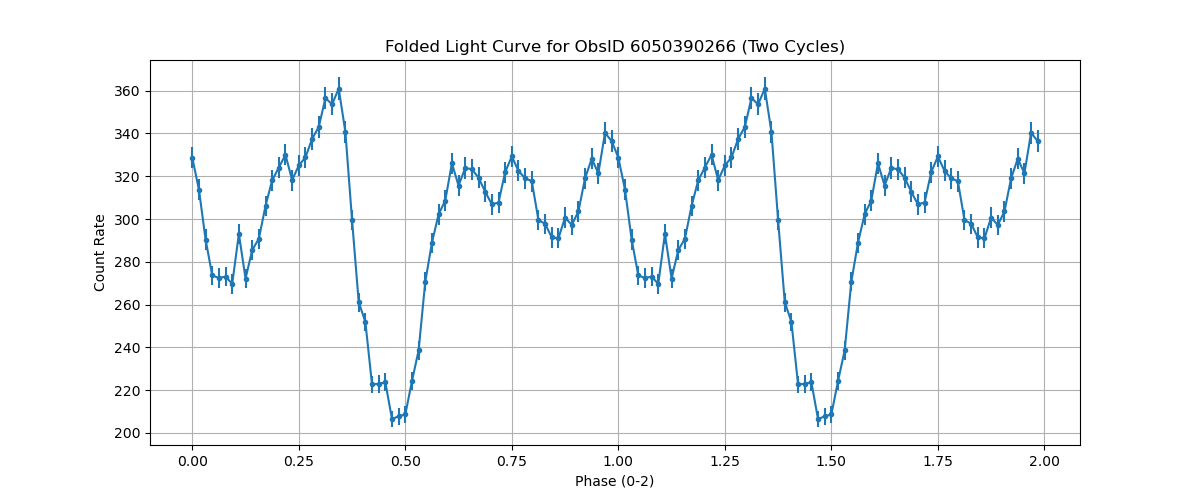 Folded Light Curve for ObsID 6050390266 (Two Cycles)
Count Rate
360
340
320
300
280
260
240
220
200
0.00 0.25 0.50 0.75 1.00 1.25 1.50 1.75 2.00
Phase (0-2)